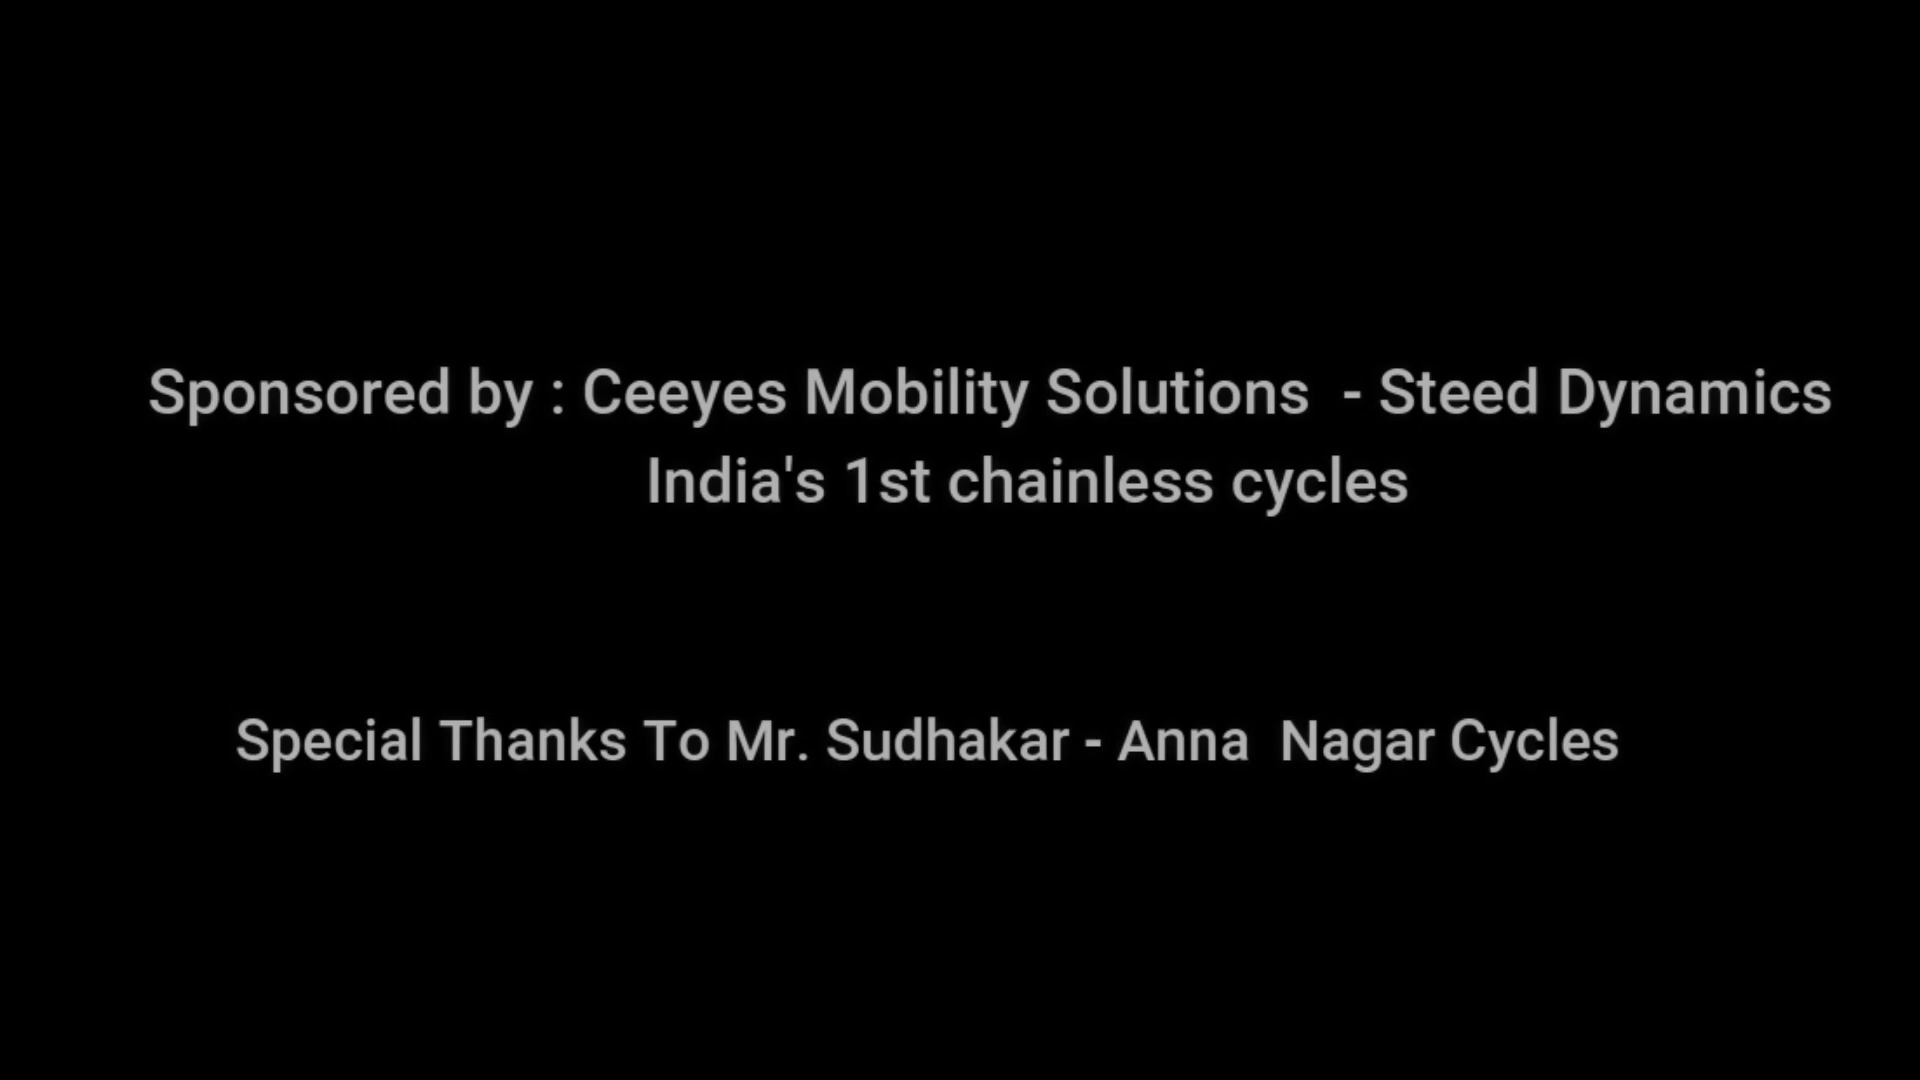 Sponsored by : Ceeyes Mobility Solutions  - Steed Dynamics
India's 1st chainless cycles
Special Thanks To Mr. Sudhakar - Anna  Nagar Cycles